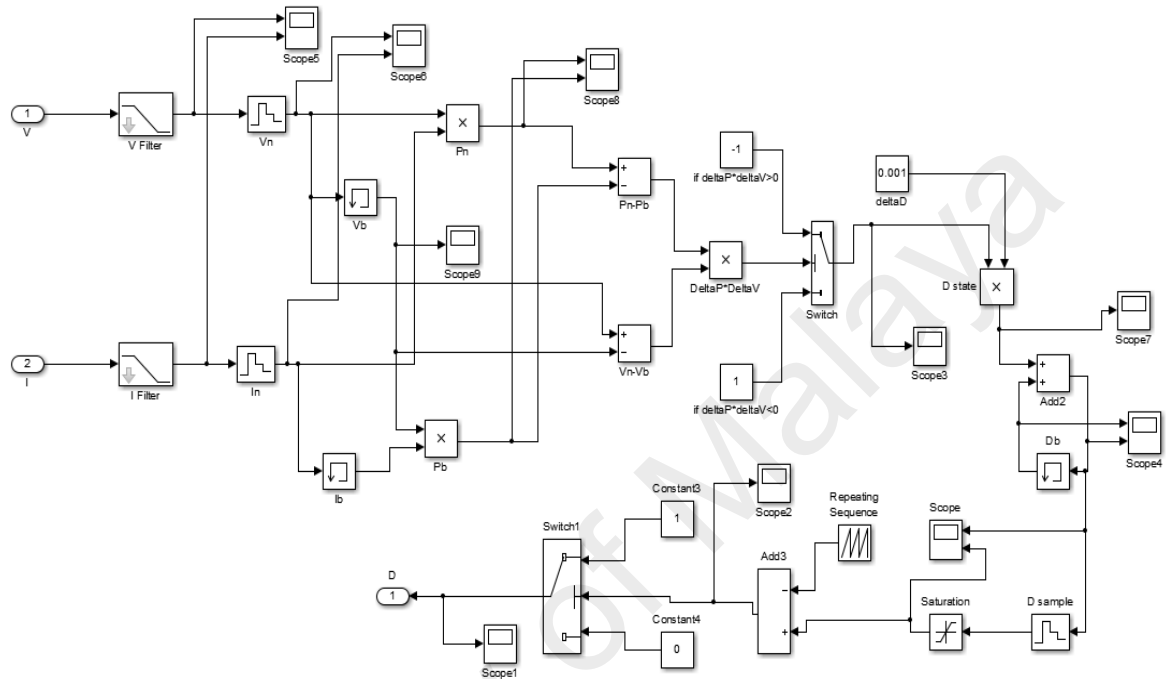 Scope5
Scope6
Scope8
1
V
V Filter
Vn
×
Pn
-1
if deltaP*deltaV>0
0.001
deltaD
+
−
Pn-Pb
Vb
Scope9
×
DeltaP*DeltaV
Switch
D state
×
Scope7
+
−
Vn-Vb
2
I
I Filter
In
Scope3
1
if deltaP*deltaV<0
+
+
Add2
×
Pb
Ib
Db
Scope4
Constant3
1
Scope2
Repeating
Sequence
Scope
Switch1
Add3
−
+
D
1
Scope1
Constant4
0
Saturation
D sample
of Malaya